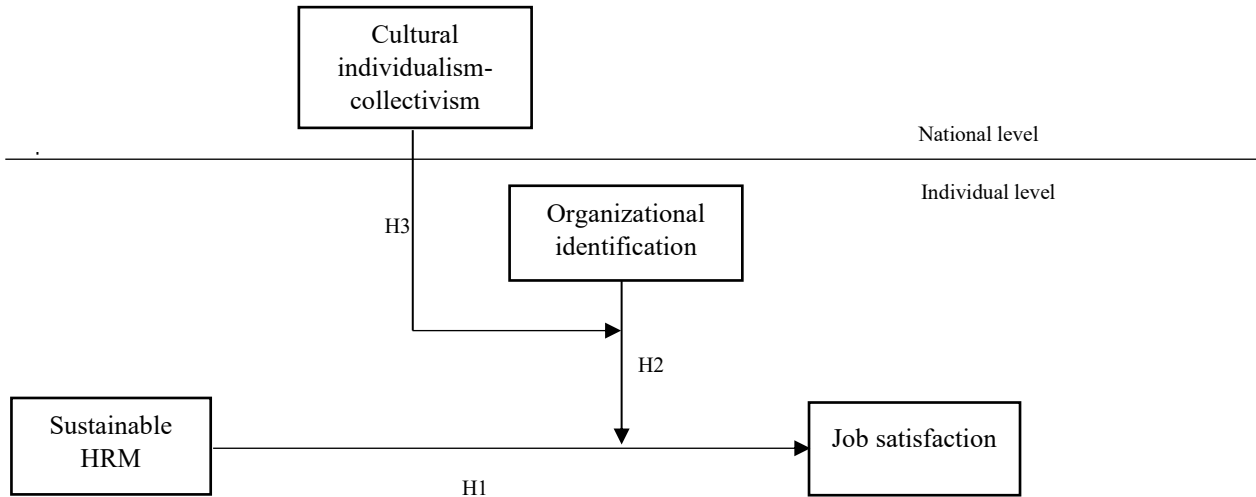 Cultural
individualism-
collectivism
National level
.
Individual level
Organizational
identification
H3
H2
Sustainable
HRM
Job satisfaction
H1